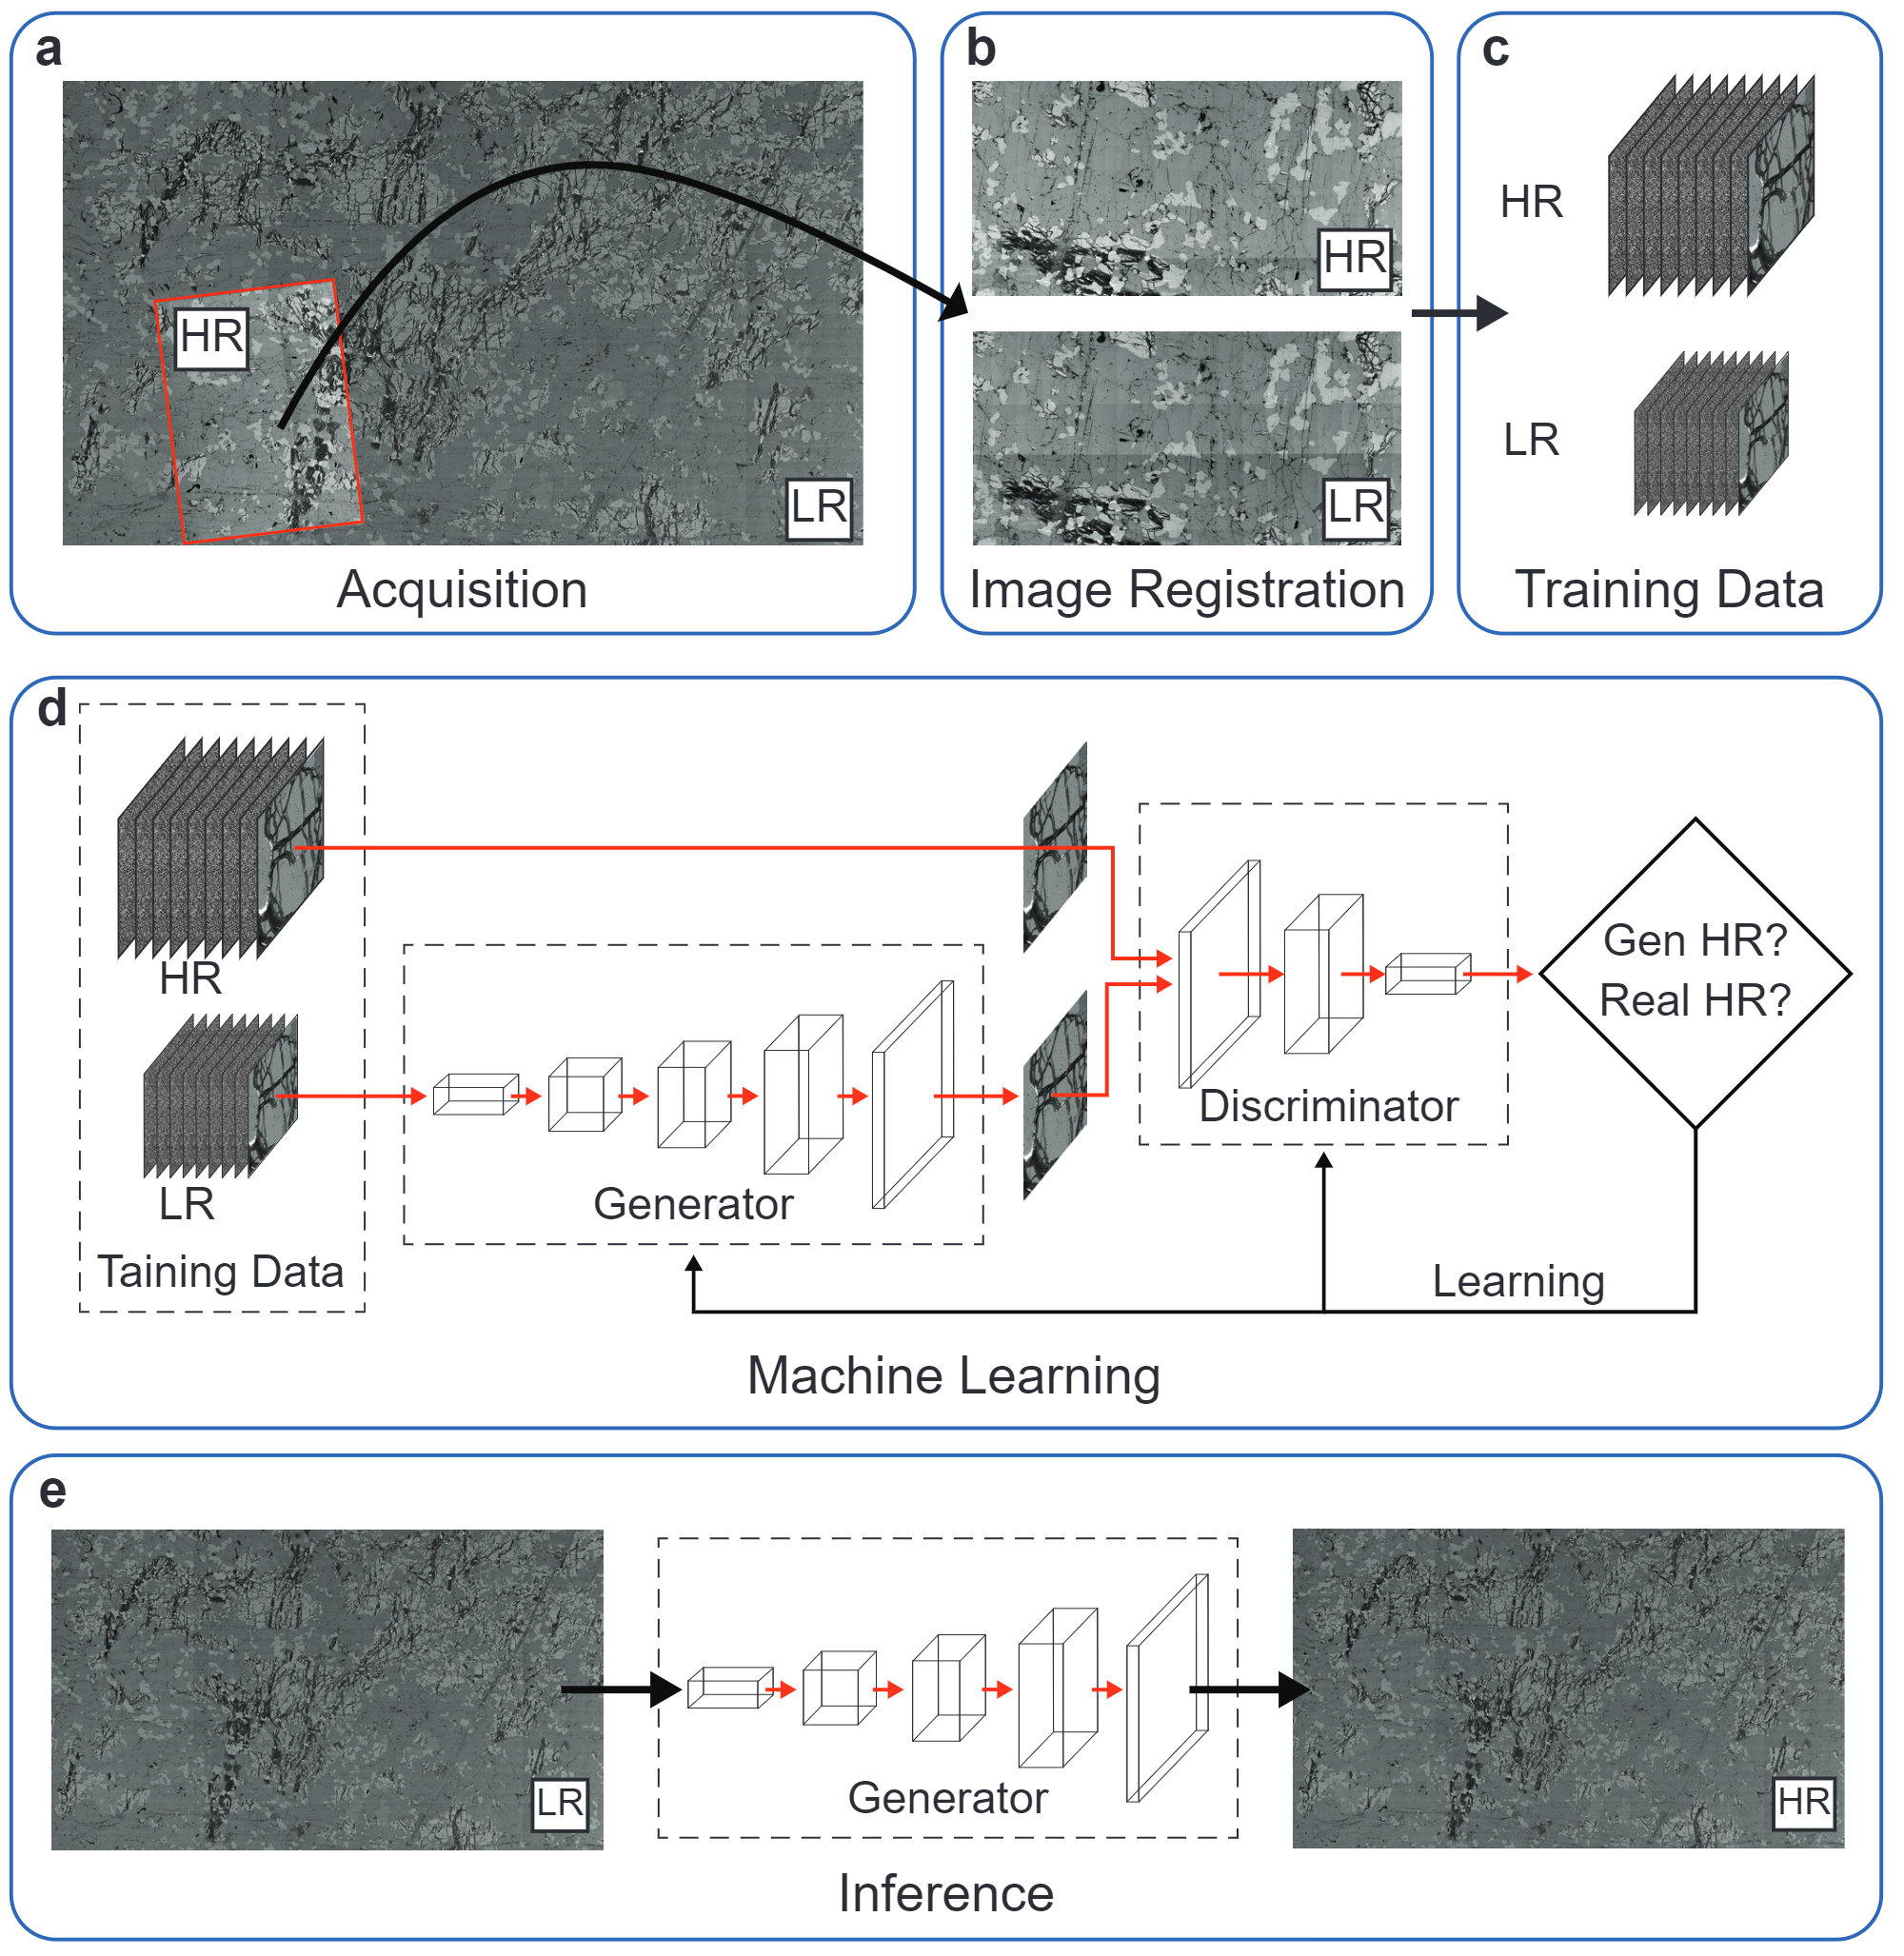 a
HR
LR
Acquisition
b
HR
LR
Image Registration
c
HR
LR
Training Data
d
HR
LR
Taining Data
Generator
Discriminator
Gen HR?
Real HR?
Learning
Machine Learning
e
LR
Generator
HR
Inference